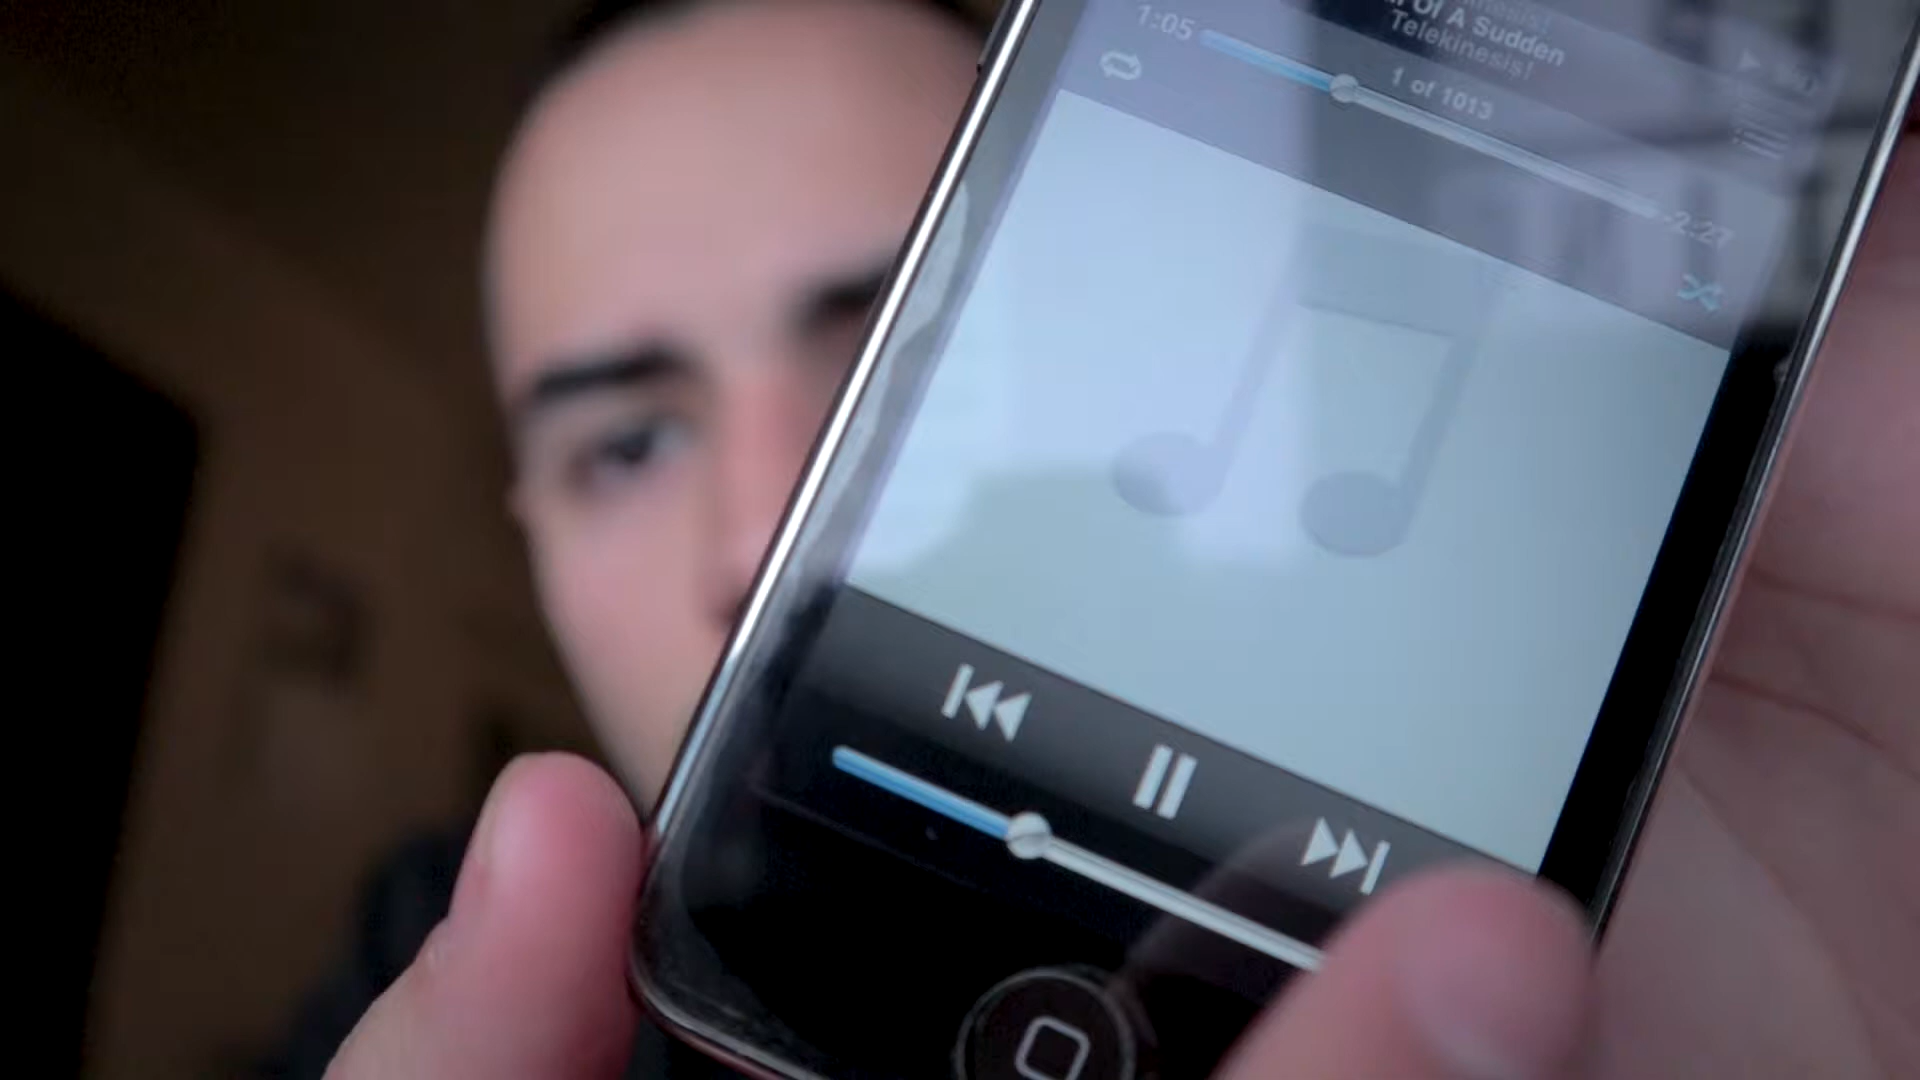 Of A Sudden
Telekinesis!
1:05
1 of 1013
-2:27